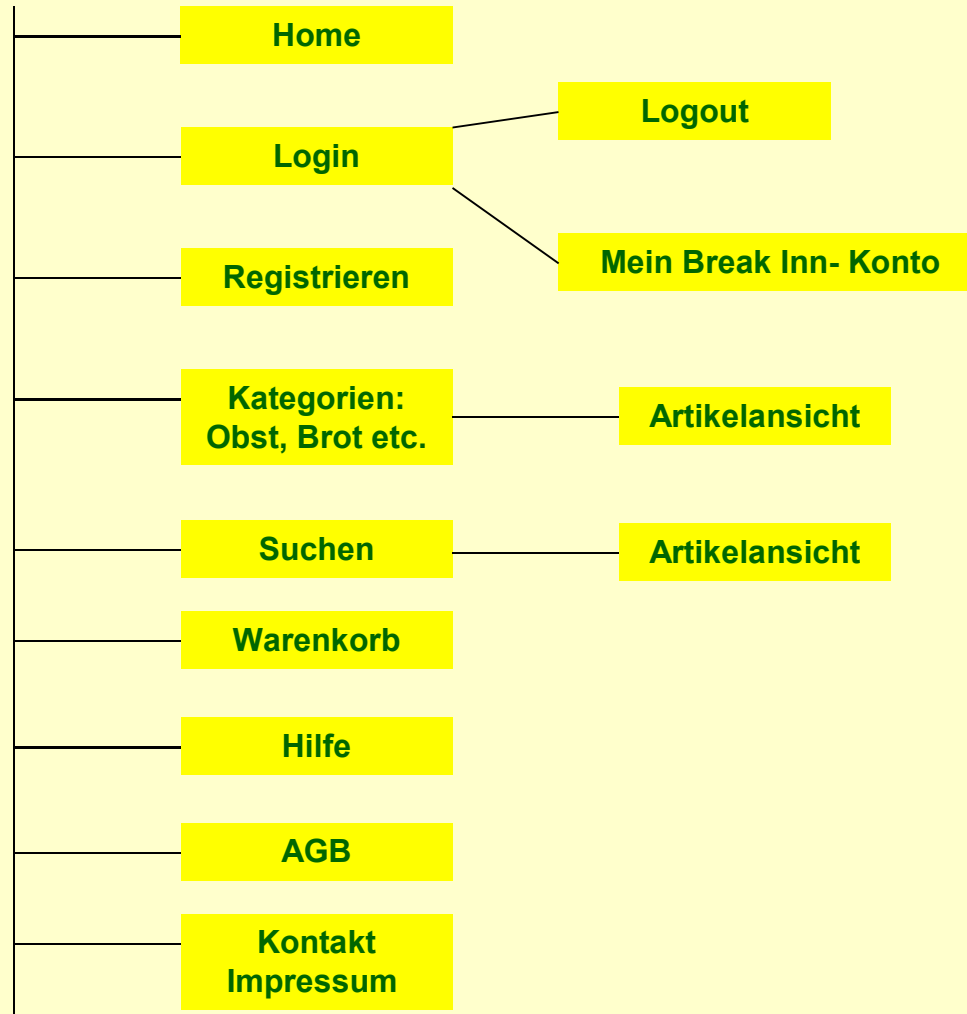 Home
Logout
Login
Mein Break Inn- Konto
Registrieren
Kategorien:
Obst, Brot etc.
Artikelansicht
Suchen
Artikelansicht
Warenkorb
Hilfe
AGB
Kontakt
Impressum